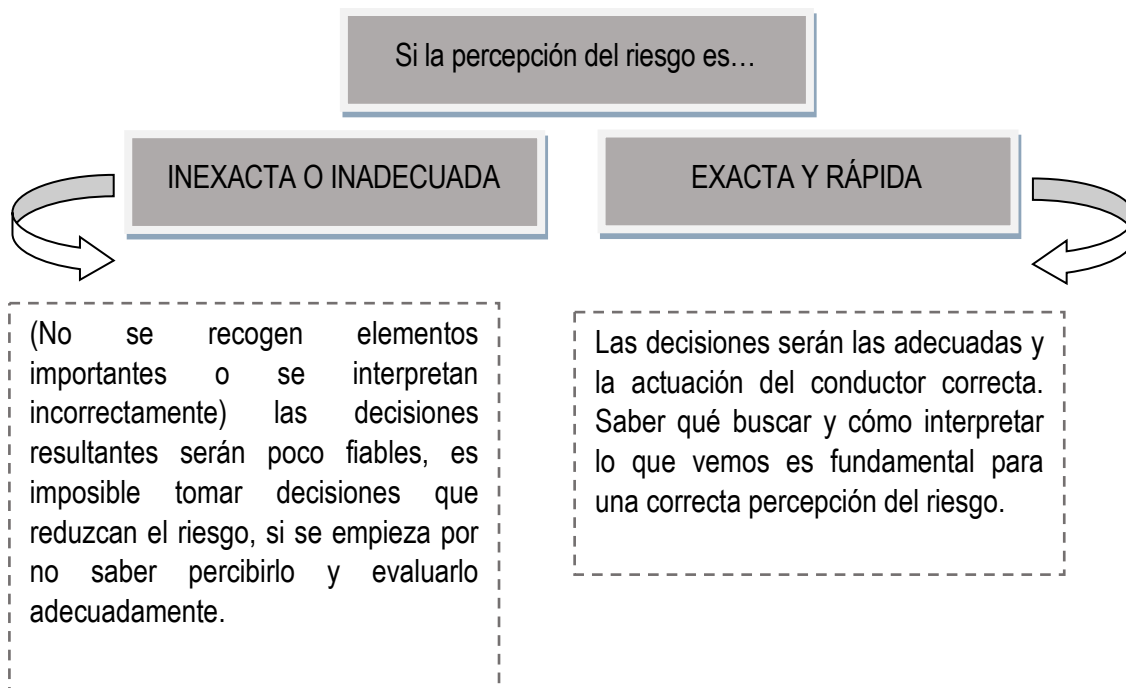 Si la percepción del riesgo es…
INEXACTA O INADECUADA
EXACTA Y RÁPIDA
(No se recogen elementos
importantes o se interpretan
incorrectamente) las decisiones
resultantes serán poco fiables, es
imposible tomar decisiones que
reduzcan el riesgo, si se empieza por
no saber percibirlo y evaluarlo
adecuadamente.
Las decisiones serán las adecuadas y
la actuación del conductor correcta.
Saber qué buscar y cómo interpretar
lo que vemos es fundamental para
una correcta percepción del riesgo.